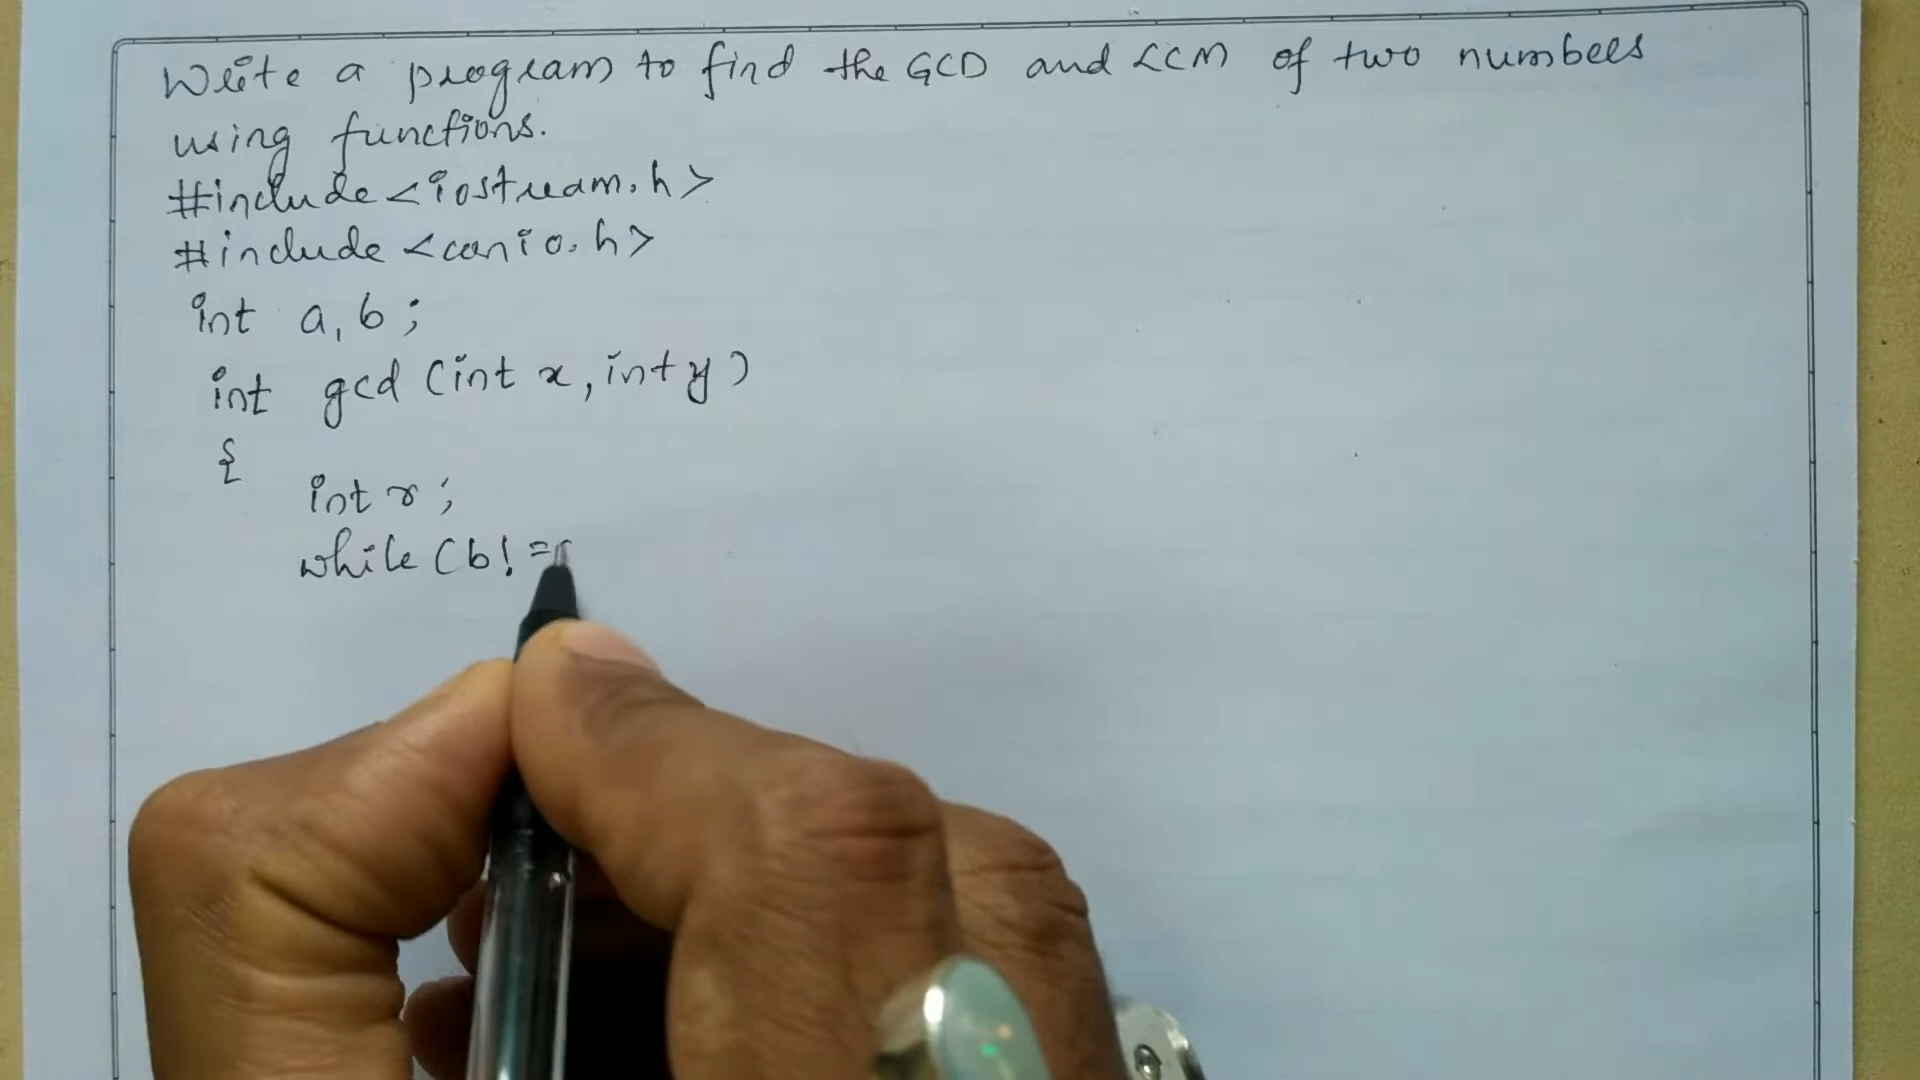 Write a program to find the GCD and LCM of two numbers
using functions.
#include <iostream.h>
#include <conio.h>
int a, b ;
int gcd (int x, int y)
{
int r ;
while (b! =